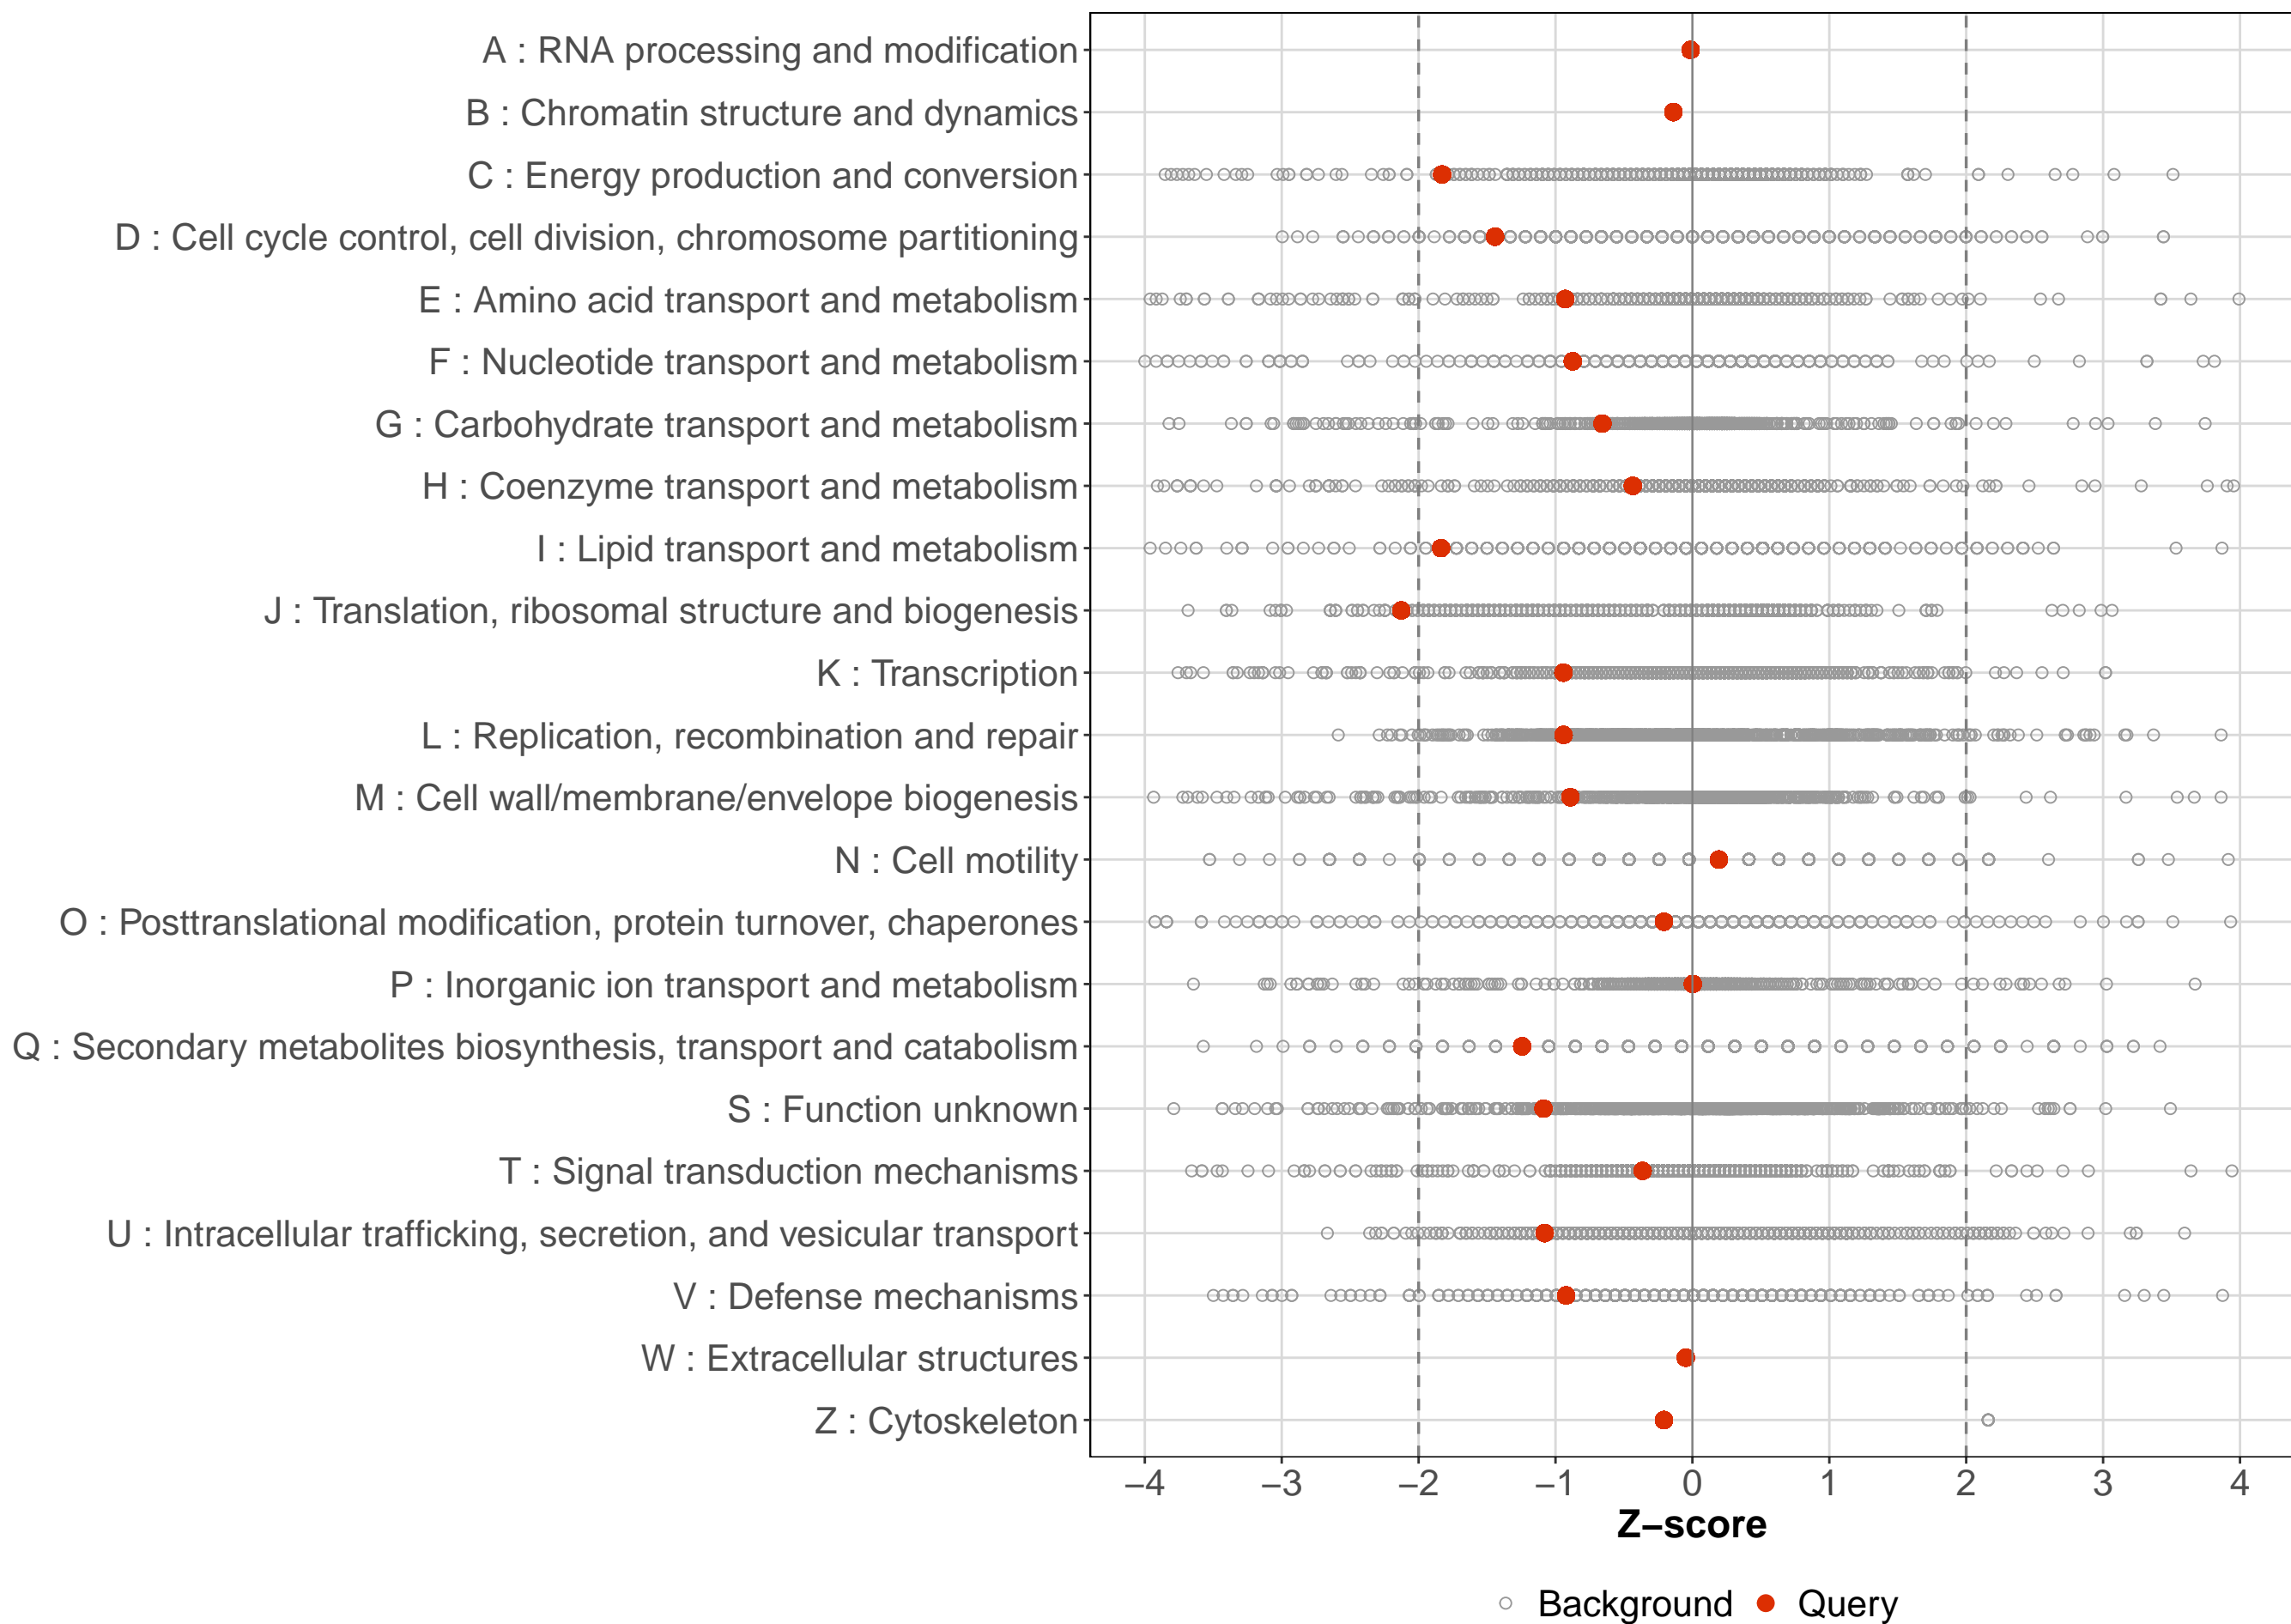 A : RNA processing and modification
B : Chromatin structure and dynamics
C : Energy production and conversion
D : Cell cycle control, cell division, chromosome partitioning
E : Amino acid transport and metabolism
F : Nucleotide transport and metabolism
G : Carbohydrate transport and metabolism
H : Coenzyme transport and metabolism
I : Lipid transport and metabolism
J : Translation, ribosomal structure and biogenesis
K : Transcription
L : Replication, recombination and repair
M : Cell wall/membrane/envelope biogenesis
N : Cell motility
O : Posttranslational modification, protein turnover, chaperones
P : Inorganic ion transport and metabolism
Q : Secondary metabolites biosynthesis, transport and catabolism
S : Function unknown
T : Signal transduction mechanisms
U : Intracellular trafficking, secretion, and vesicular transport
V : Defense mechanisms
W : Extracellular structures
Z : Cytoskeleton
−4 −3 −2 −1 0 1 2 3 4
Z−score
Background Query